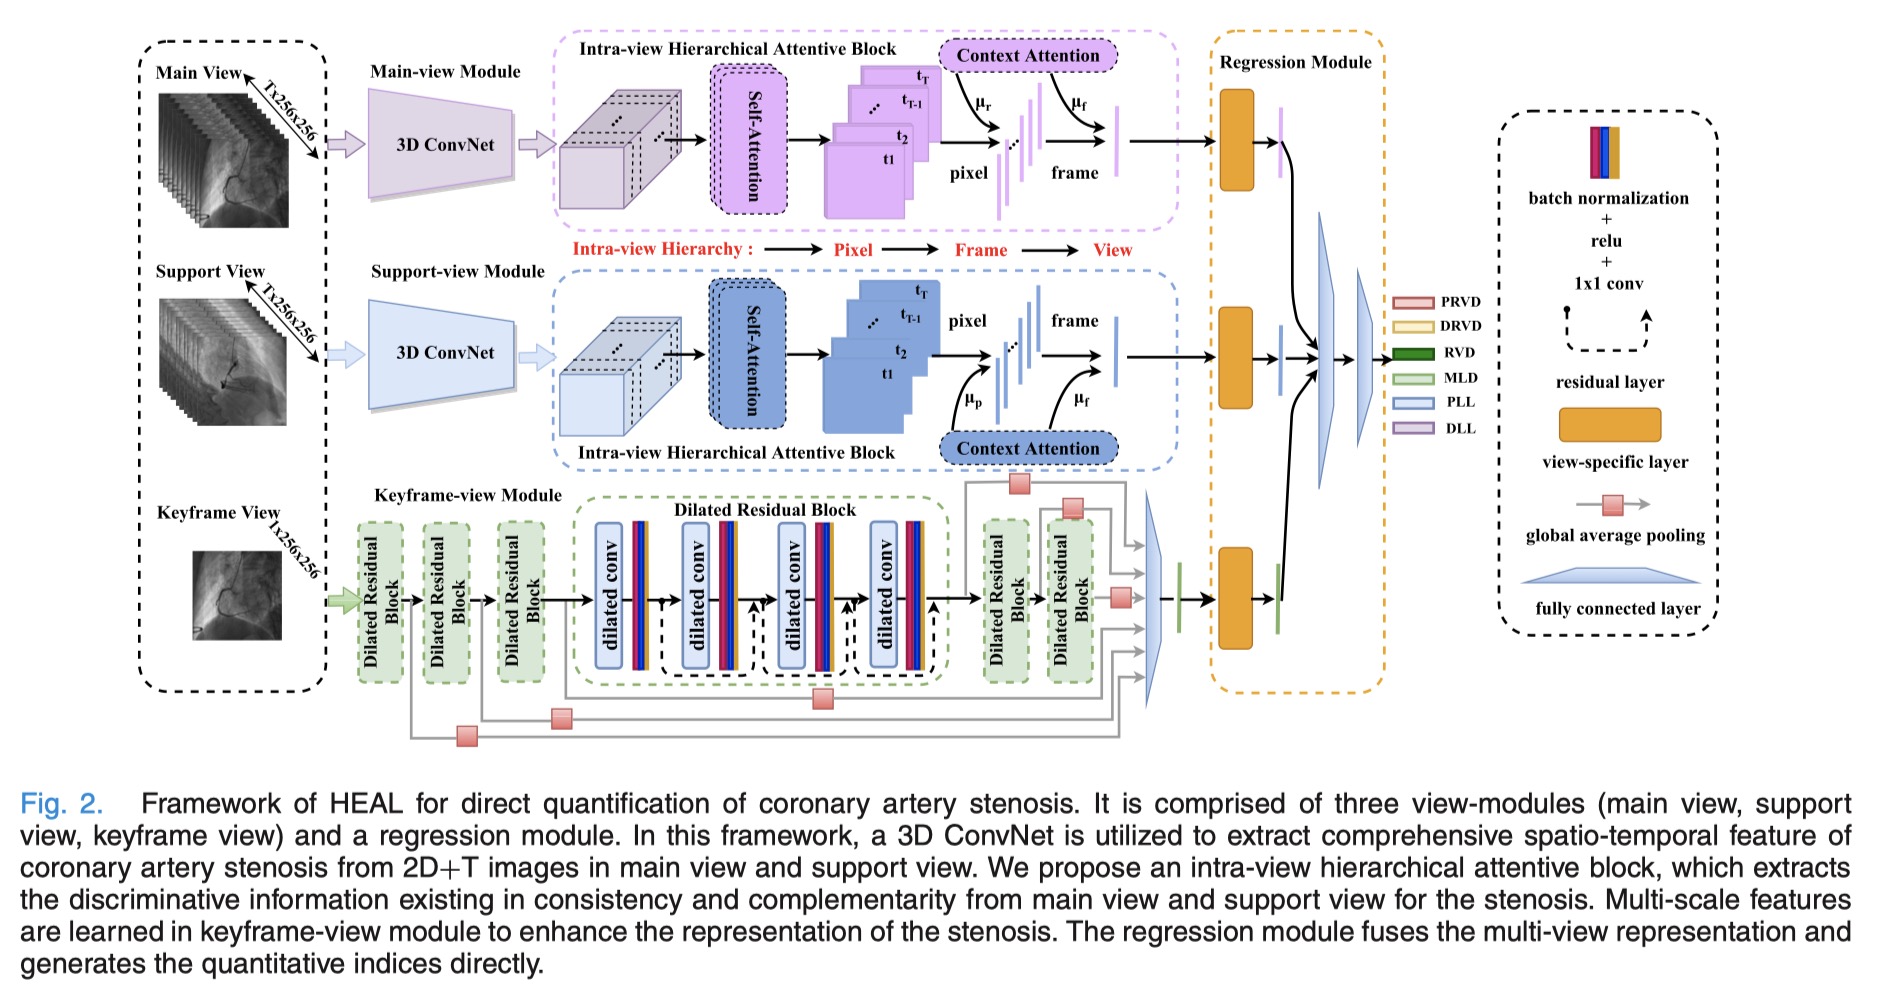 Main View
Tx256x256
Main-view Module
3D ConvNet
Intra-view Hierarchical Attentive Block
Self-Attention
tT
tT-1
t2
t1
Context Attention
μr
μf
pixel
frame
Regression Module
Intra-view Hierarchy :
Pixel
Frame
View
Support View
Tx256x256
Support-view Module
3D ConvNet
Self-Attention
tT
tT-1
t2
t1
pixel
frame
μp
μf
Context Attention
Intra-view Hierarchical Attentive Block
Keyframe View
1x256x256
Keyframe-view Module
Dilated Residual
Block
Dilated Residual
Block
Dilated Residual
Block
Dilated Residual Block
dilated conv
dilated conv
dilated conv
dilated conv
Dilated Residual
Block
Dilated Residual
Block
PRVD
DRVD
RVD
MLD
PLL
DLL
batch normalization
+
relu
+
1x1 conv
residual layer
view-specific layer
global average pooling
fully connected layer
Fig. 2. Framework of HEAL for direct quantification of coronary artery stenosis. It is comprised of three view-modules (main view, support
view, keyframe view) and a regression module. In this framework, a 3D ConvNet is utilized to extract comprehensive spatio-temporal feature of
coronary artery stenosis from 2D+T images in main view and support view. We propose an intra-view hierarchical attentive block, which extracts
the discriminative information existing in consistency and complementarity from main view and support view for the stenosis. Multi-scale features
are learned in keyframe-view module to enhance the representation of the stenosis. The regression module fuses the multi-view representation and
generates the quantitative indices directly.